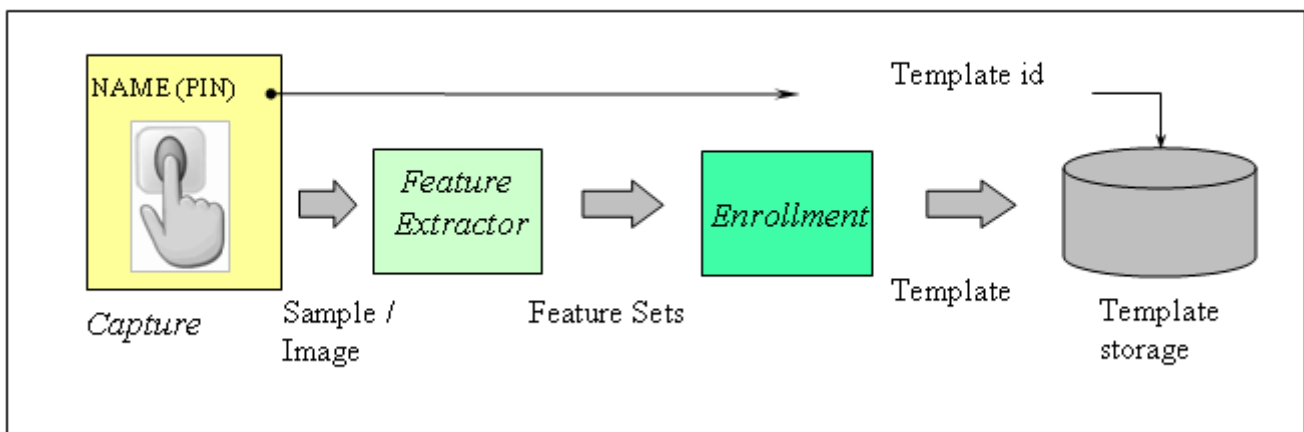 NAME (PIN)
Template id
Feature
Extractor
Enrollment
Capture
Sample /
Image
Feature Sets
Template
Template
storage